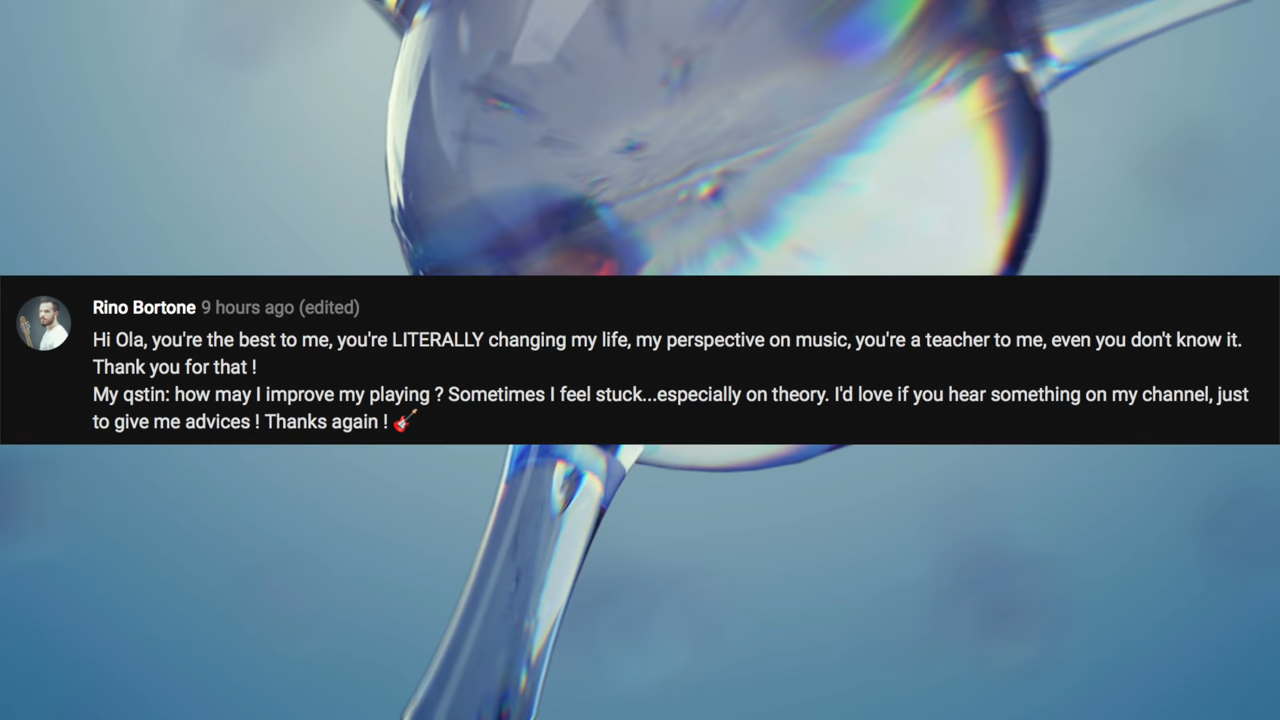 Rino Bortone 9 hours ago (edited)
Hi Ola, you're the best to me, you're LITERALLY changing my life, my perspective on music, you're a teacher to me, even you don't know it.
Thank you for that !
My qstin: how may I improve my playing ? Sometimes I feel stuck...especially on theory. I'd love if you hear something on my channel, just
to give me advices ! Thanks again ! 🎸